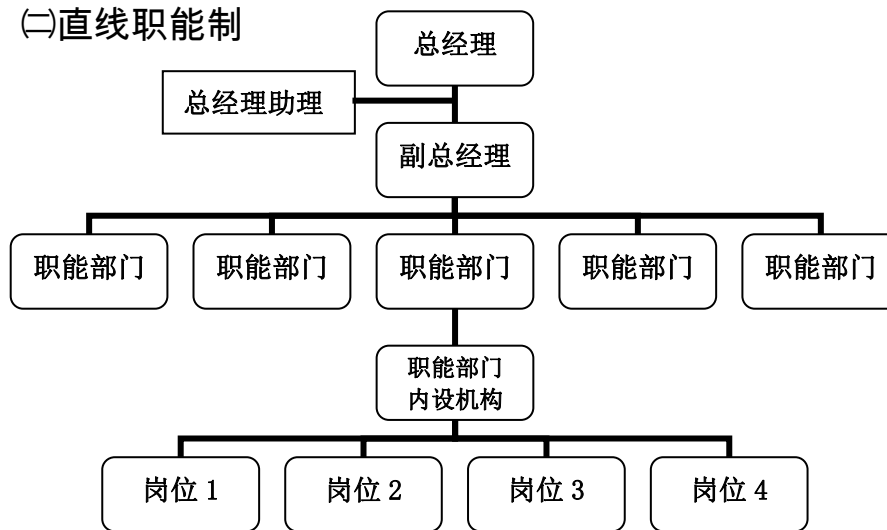 ㈡直线职能制
总经理
总经理助理
副总经理
职能部门
职能部门
职能部门
职能部门
职能部门
职能部门
内设机构
岗位 1
岗位 2
岗位 3
岗位 4